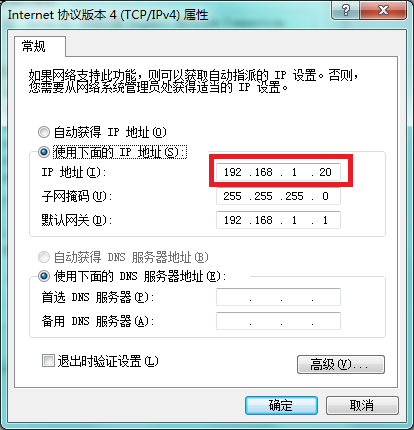 Internet 协议版本 4 (TCP/IPv4) 属性
常规
如果网络支持此功能，则可以获取自动指派的 IP 设置。否则，
您需要从网络系统管理员处获得适当的 IP 设置。
自动获得 IP 地址(O)
使用下面的 IP 地址(S):
IP 地址(I): 192 .168 . 1 . 20
子网掩码(U): 255 .255 .255 . 0
默认网关(D): 192 .168 . 1 . 1
自动获得 DNS 服务器地址(B)
使用下面的 DNS 服务器地址(E):
首选 DNS 服务器(P): . . .
备用 DNS 服务器(A): . . .
退出时验证设置(L)
高级(V)...
确定 取消